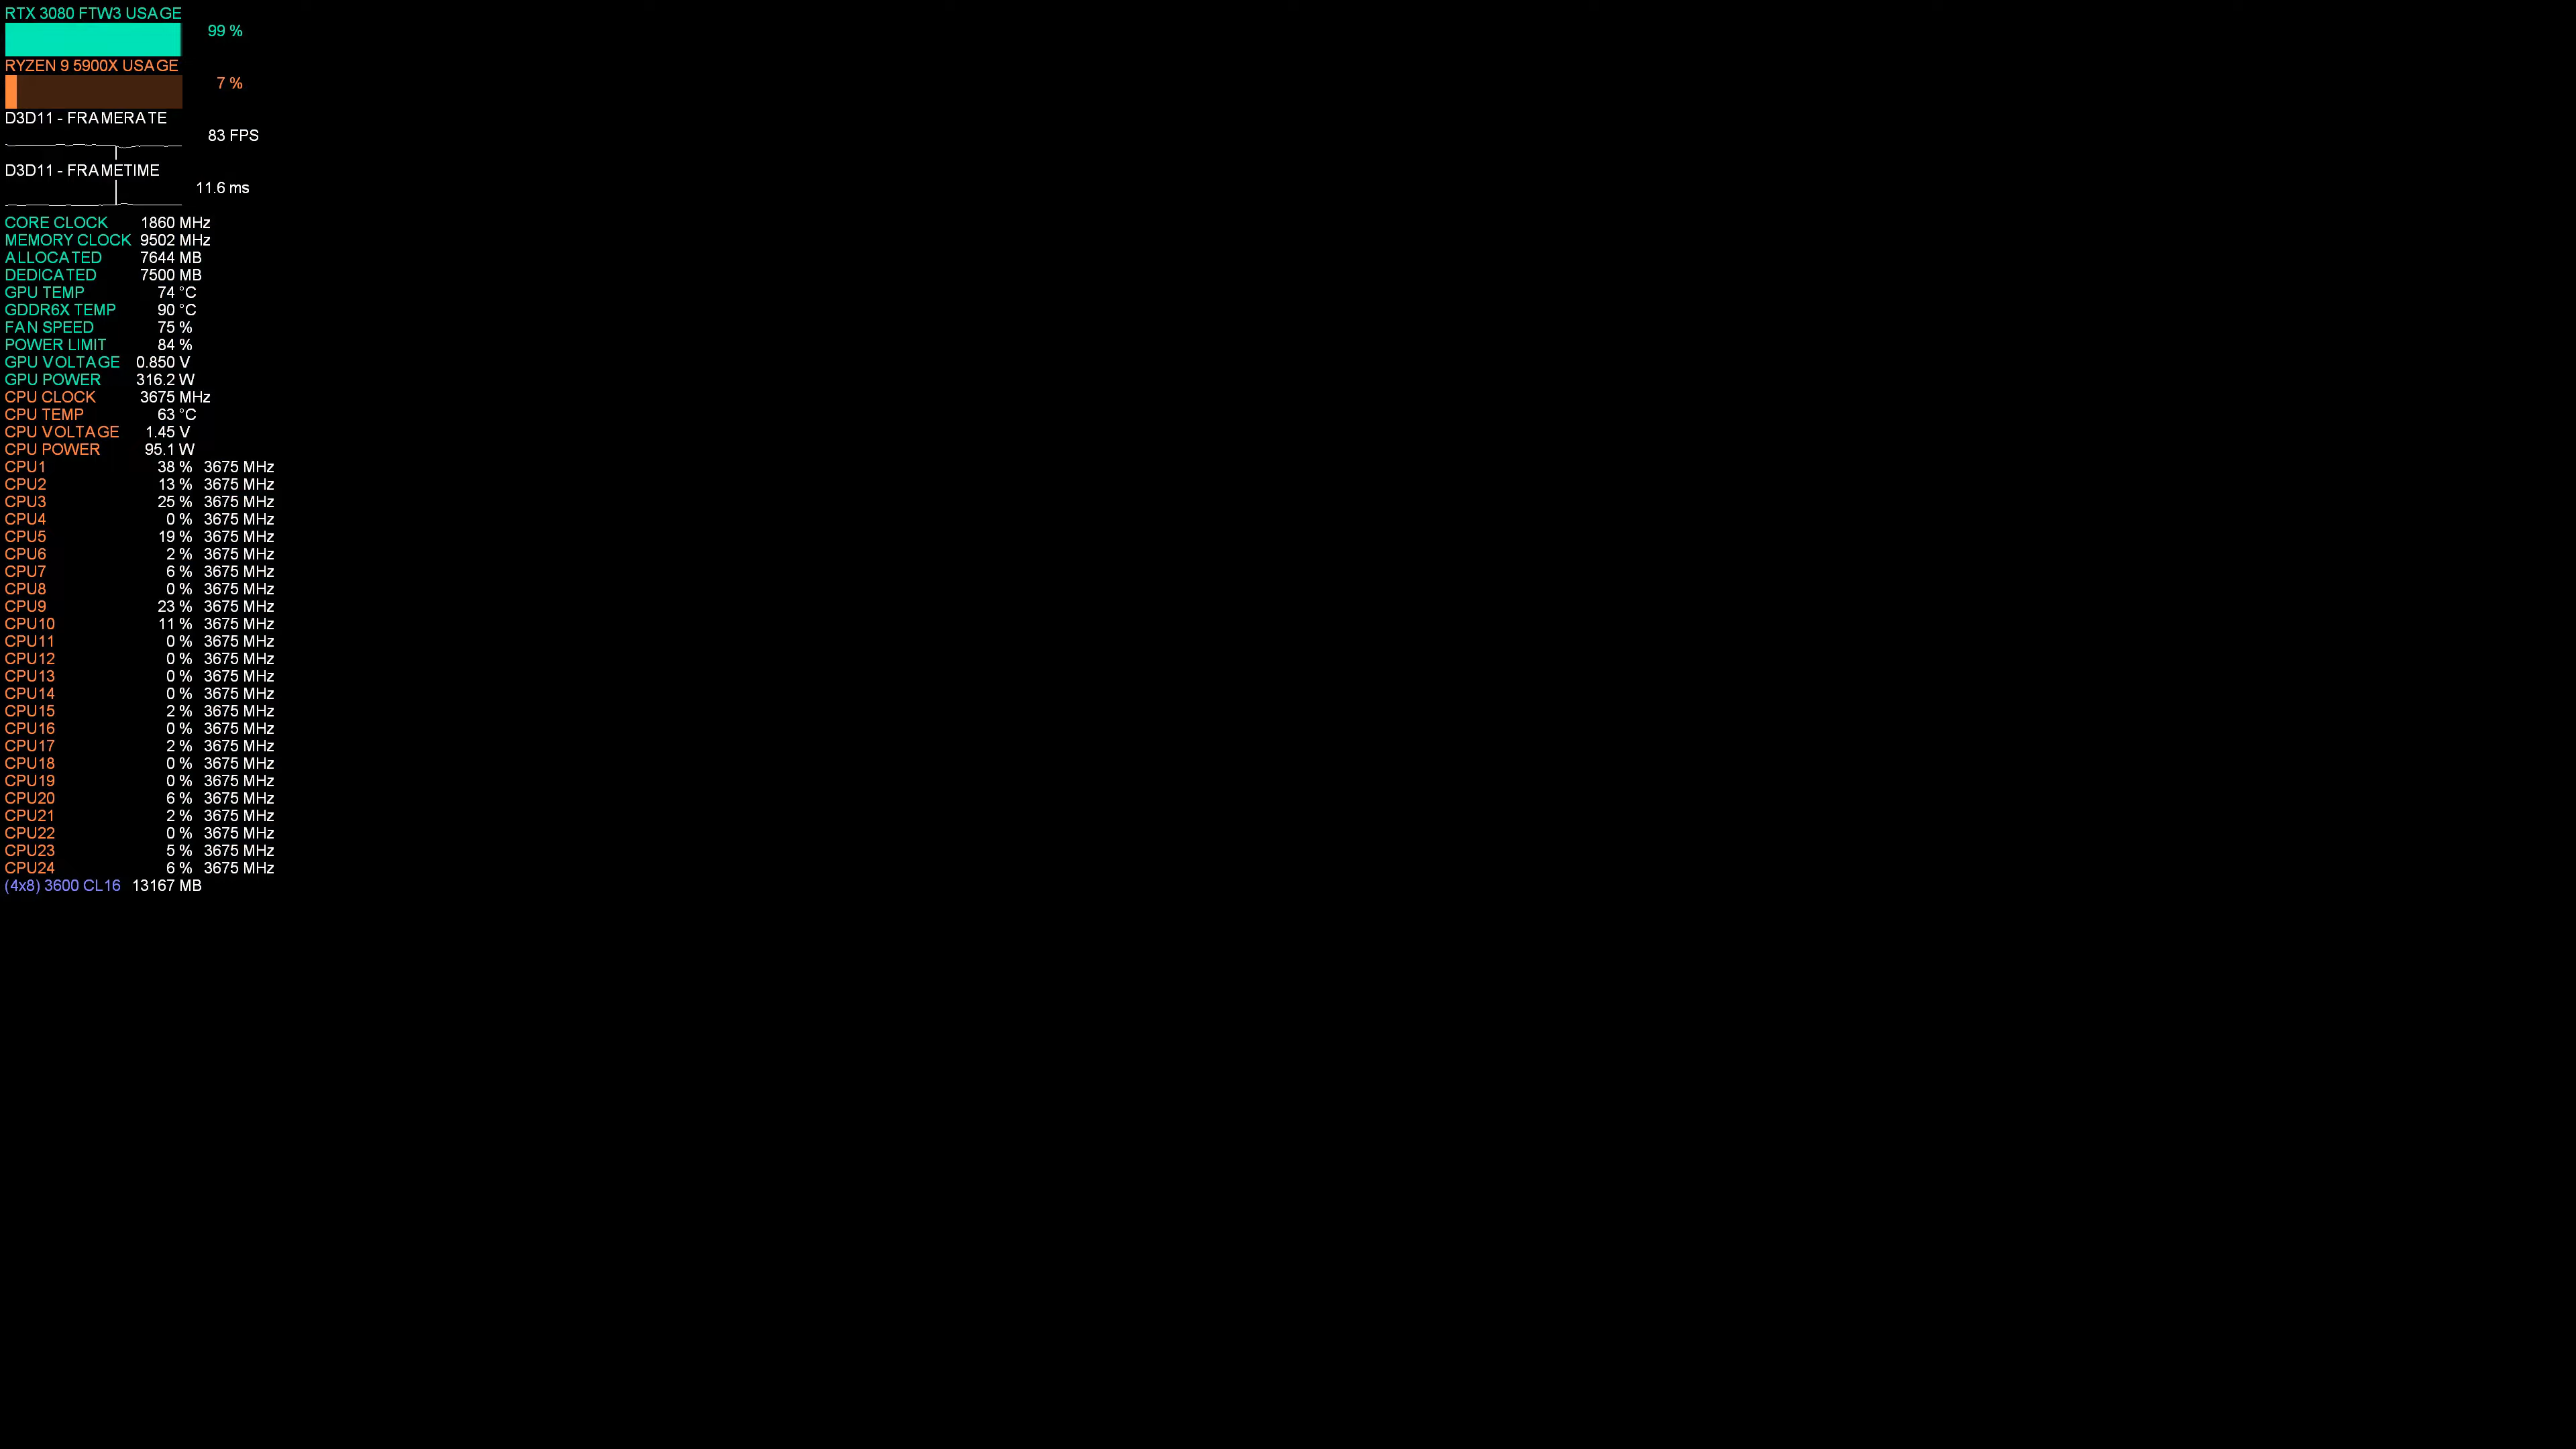 RTX 3080 FTW3 USAGE
99 %
RYZEN 9 5900X USAGE
7 %
D3D11 - FRAMERATE
83 FPS
D3D11 - FRAMETIME
11.6 ms
CORE CLOCK 1860 MHz
MEMORY CLOCK 9502 MHz
ALLOCATED 7644 MB
DEDICATED 7500 MB
GPU TEMP 74 °C
GDDR6X TEMP 90 °C
FAN SPEED 75 %
POWER LIMIT 84 %
GPU VOLTAGE 0.850 V
GPU POWER 316.2 W
CPU CLOCK 3675 MHz
CPU TEMP 63 °C
CPU VOLTAGE 1.45 V
CPU POWER 95.1 W
CPU1 38 % 3675 MHz
CPU2 13 % 3675 MHz
CPU3 25 % 3675 MHz
CPU4 0 % 3675 MHz
CPU5 19 % 3675 MHz
CPU6 2 % 3675 MHz
CPU7 6 % 3675 MHz
CPU8 0 % 3675 MHz
CPU9 23 % 3675 MHz
CPU10 11 % 3675 MHz
CPU11 0 % 3675 MHz
CPU12 0 % 3675 MHz
CPU13 0 % 3675 MHz
CPU14 0 % 3675 MHz
CPU15 2 % 3675 MHz
CPU16 0 % 3675 MHz
CPU17 2 % 3675 MHz
CPU18 0 % 3675 MHz
CPU19 0 % 3675 MHz
CPU20 6 % 3675 MHz
CPU21 2 % 3675 MHz
CPU22 0 % 3675 MHz
CPU23 5 % 3675 MHz
CPU24 6 % 3675 MHz
(4x8) 3600 CL16 13167 MB